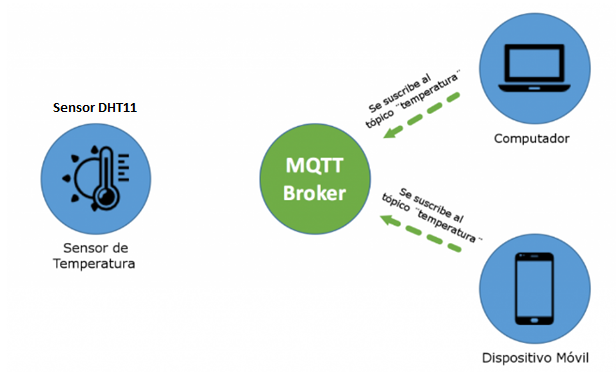 Sensor DHT11
Sensor de
Temperatura
MQTT
Broker
Se suscribe al
tópico ¨temperatura¨
Computador
Se suscribe al
tópico ¨temperatura¨
Dispositivo Móvil